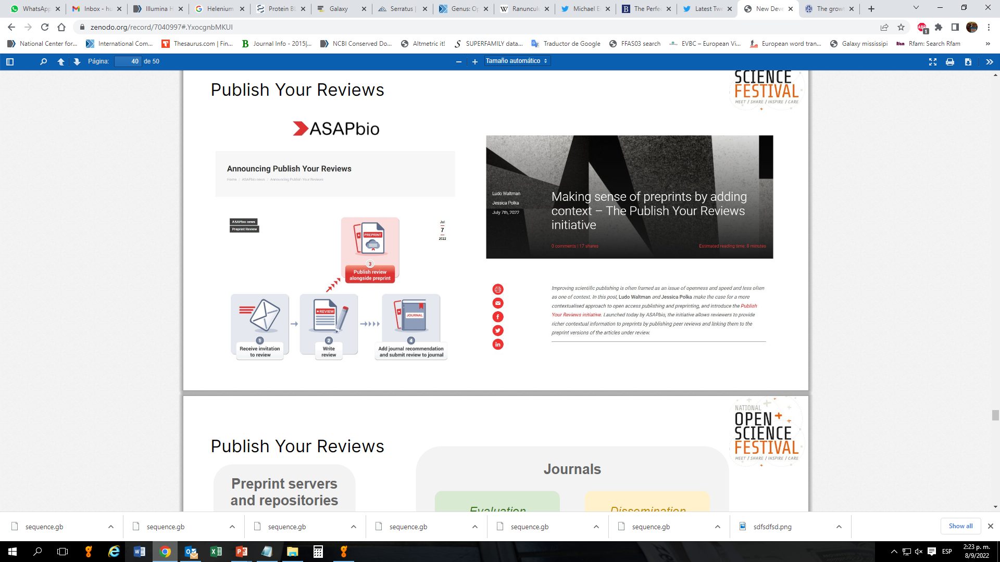 WhatsApp
Inbox - hu
Illumina H
Helenium
Protein BL
Galaxy
Serratus |
Genus: Op
Ranuncul
Michael E
The Perfe
Latest Twe
New Deve
The growt
zenodo.org/record/7040997#.YxocgnbMKUI
ABP
1
National Center for...
International Com...
Thesaurus.com | Fin...
Journal Info - 2015|...
NCBI Conserved Do...
Altmetric it!
SUPERFAMILY data...
Traductor de Google
FFAS03 search
EVBC – European Vi...
European word tran...
Galaxy mississipi
Rfam: Search Rfam
Página: 40 de 50
Tamaño automático
Publish Your Reviews
SCIENCE
FESTIVAL
MEET / SHARE / INSPIRE / CARE
ASAPbio
Announcing Publish Your Reviews
Home / ASAPbio news / Announcing Publish Your Reviews
ASAPbio news
Preprint Review
Jul
7
2022
PREPRINT
3
Publish review
alongside preprint
1
Receive invitation
to review
REVIEW
2
Write
review
JOURNAL
4
Add journal recommendation
and submit review to journal
Ludo Waltman
Jessica Polka
July 7th, 2022
Making sense of preprints by adding
context – The Publish Your Reviews
initiative
0 comments | 17 shares
Estimated reading time: 8 minutes
Improving scientific publishing is often framed as an issue of openness and speed and less often
as one of context. In this post, Ludo Waltman and Jessica Polka make the case for a more
contextualised approach to open access publishing and preprinting, and introduce the Publish
Your Reviews initiative. Launched today by ASAPbio, the initiative allows reviewers to provide
richer contextual information to preprints by publishing peer reviews and linking them to the
preprint versions of the articles under review.
NATIONAL
OPEN
SCIENCE
FESTIVAL
MEET / SHARE / INSPIRE / CARE
Publish Your Reviews
Preprint servers
and repositories
Journals
Evaluation
Dissemination
sequence.gb
sequence.gb
sequence.gb
sequence.gb
sequence.gb
sequence.gb
sdfsdfsd.png
Show all
ESP
2:23 p. m.
8/9/2022